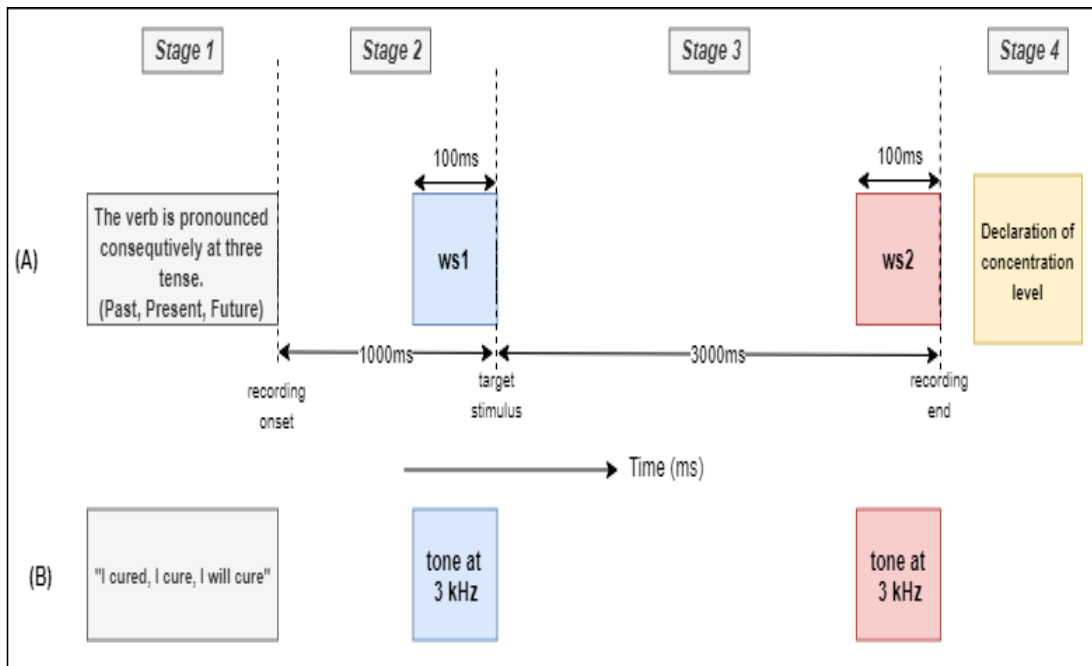 Stage 1
Stage 2
Stage 3
Stage 4
100ms
100ms
(A)
The verb is pronounced
consequtively at three
tense.
(Past, Present, Future)
ws1
ws2
Declaration of
concentration
level
1000ms
3000ms
recording
onset
target
stimulus
recording
end
Time (ms)
(B)
"I cured, I cure, I will cure"
tone at
3 kHz
tone at
3 kHz